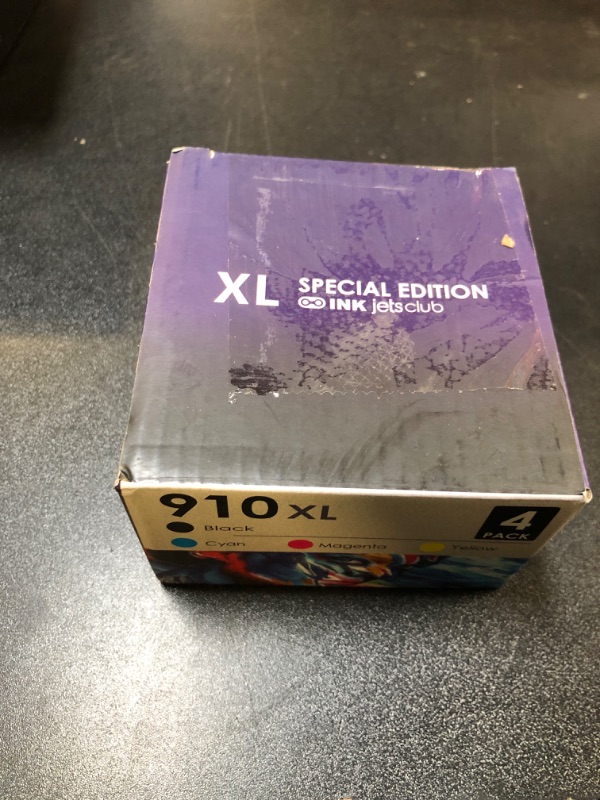 XL SPECIAL EDITION
INK jetsclub
910 XL
Black
Cyan Magenta Yellow
4
PACK